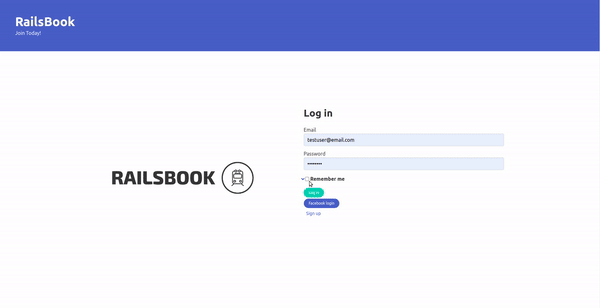 RailsBook
Join Today!
Log in
Email
testuser@email.com
Password
••••••••
RAILSBOOK
Remember me
Log in
Facebook login
Sign up